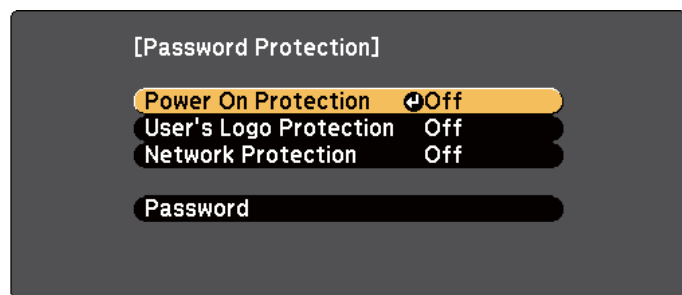 [Password Protection]
Power On Protection Off
User's Logo Protection Off
Network Protection Off
Password